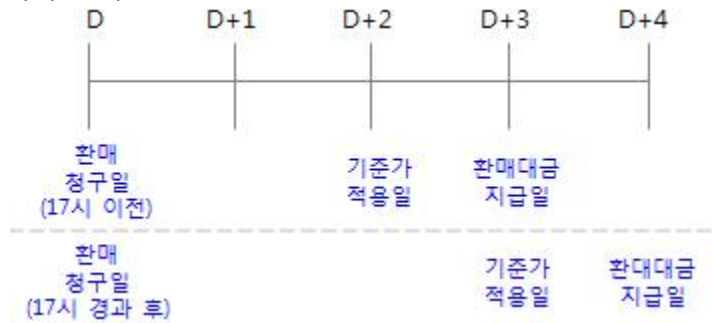 D D+1 D+2 D+3 D+4
환매 기준가 환매대금
청구일 적용일 지급일
(17시 이전)
환매 기준가 환대대금
청구일 적용일 지급일
(17시 경과 후)